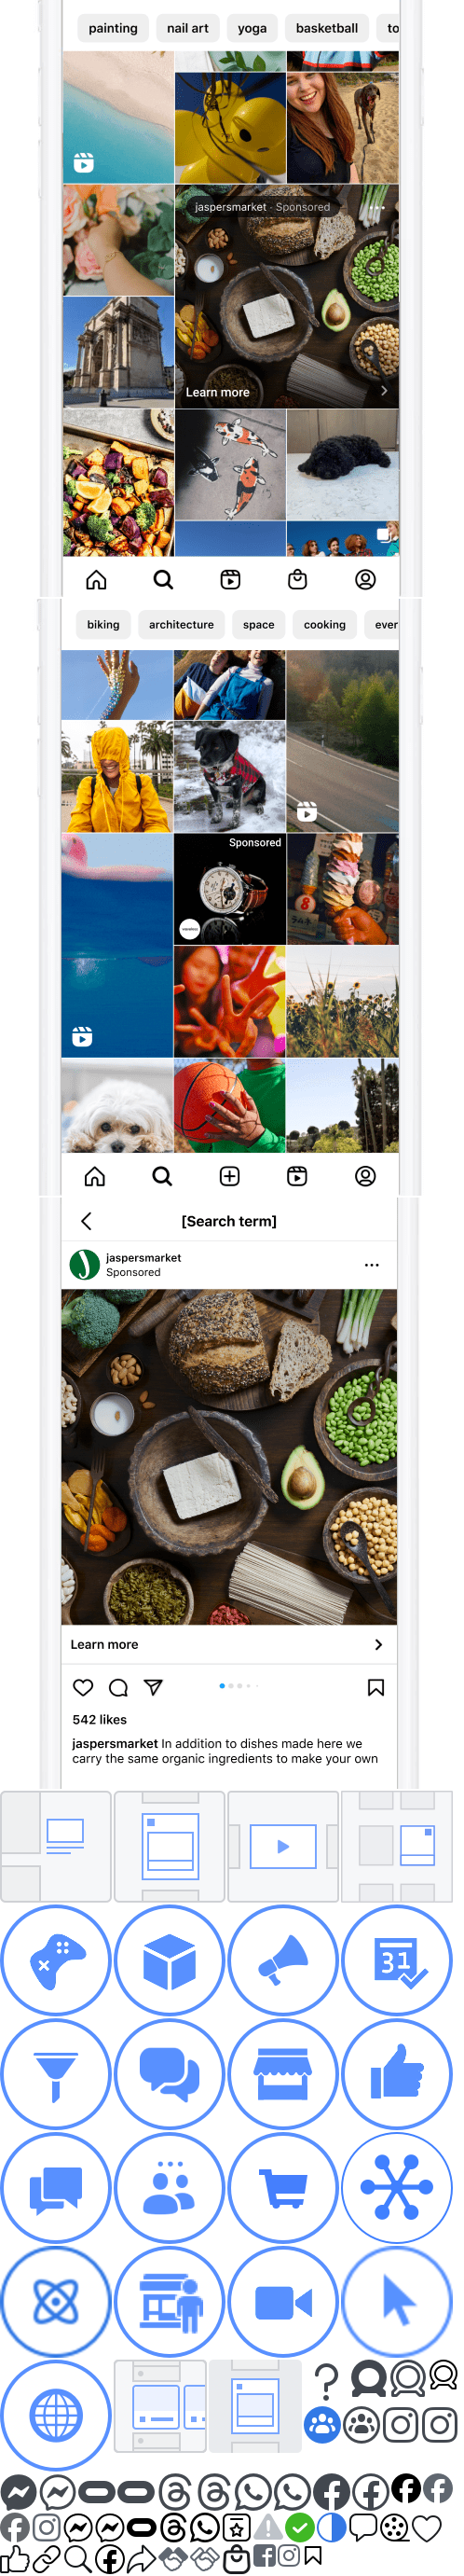 painting nail art yoga basketball to
jaspersmarket · Sponsored
Learn more
biking architecture space cooking ever
Sponsored
[Search term]
jaspersmarket
Sponsored
Learn more
542 likes
jaspersmarket In addition to dishes made here we
carry the same organic ingredients to make your own
31